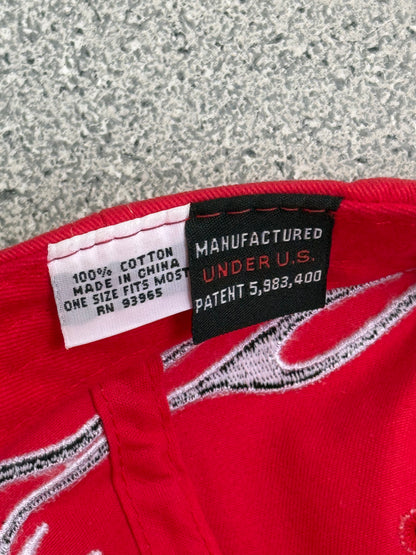 100% COTTON
MADE IN CHINA
ONE SIZE FITS MOST
RN 93965
MANUFACTURED
UNDER U.S.
PATENT 5,983,400